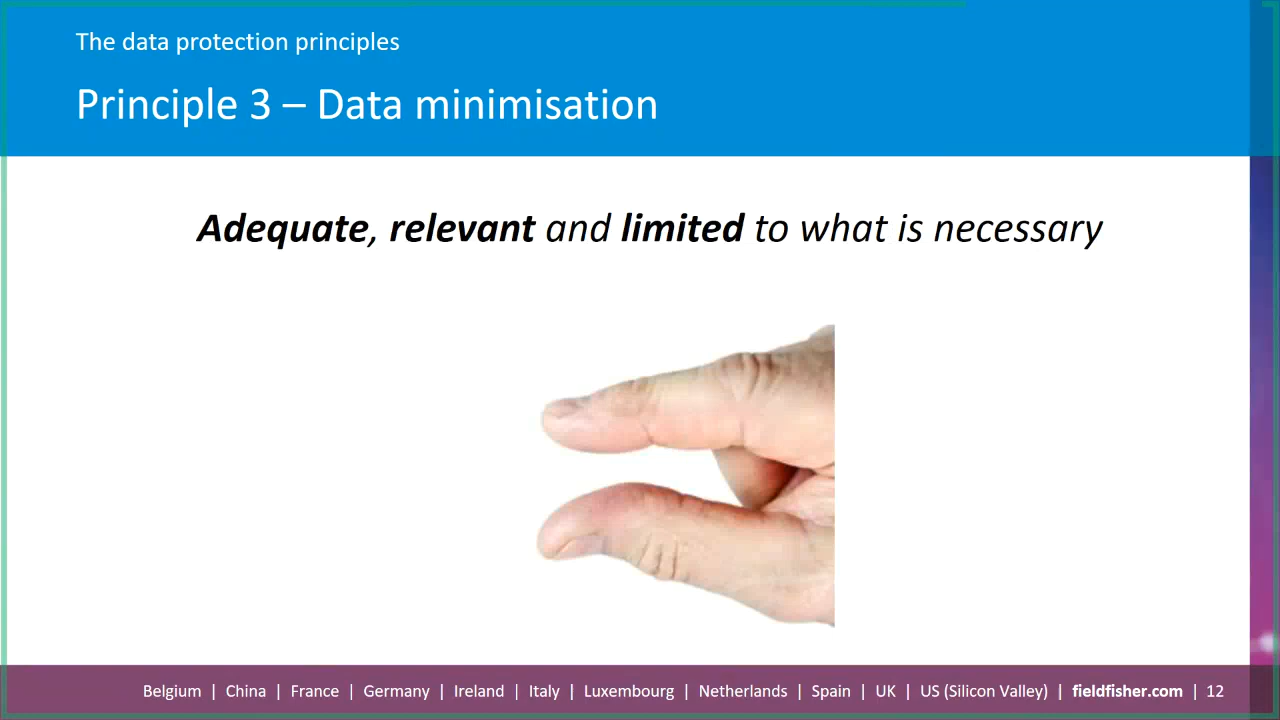 The data protection principles
Principle 3 – Data minimisation
Adequate, relevant and limited to what is necessary
Belgium | China | France | Germany | Ireland | Italy | Luxembourg | Netherlands | Spain | UK | US (Silicon Valley) | fieldfisher.com | 12